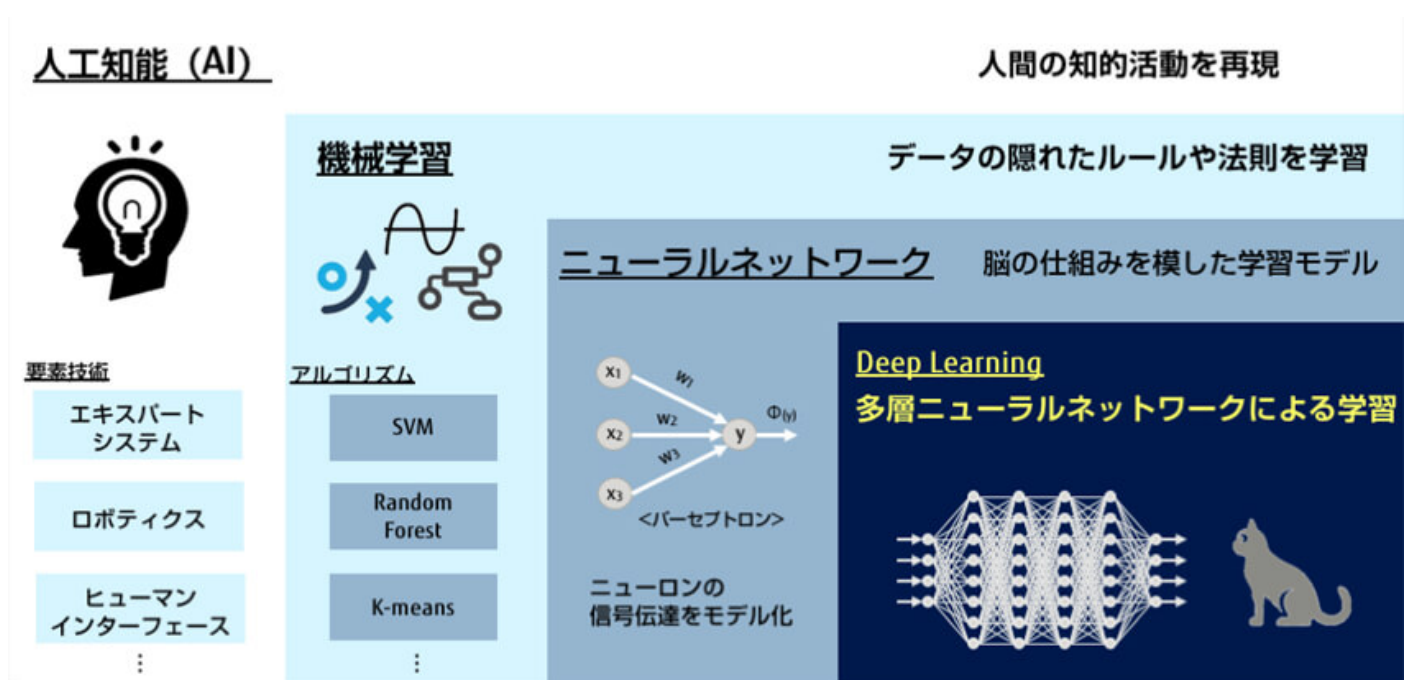 人工知能（AI）
人間の知的活動を再現
機械学習
データの隠れたルールや法則を学習
ニューラルネットワーク
脳の仕組みを模した学習モデル
Deep Learning
多層ニューラルネットワークによる学習
要素技術
エキスパート
システム
ロボティクス
ヒューマン
インターフェース
⋮
アルゴリズム
SVM
Random
Forest
K-means
⋮
x1
x2
x3
w1
w2
w3
y
Φ(y)
<パーセプトロン>
ニューロンの
信号伝達をモデル化